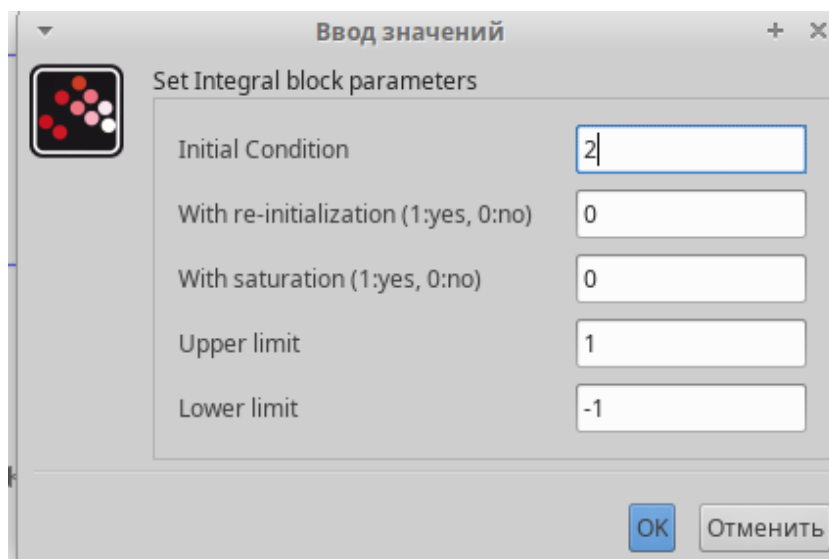 Ввод значений
Set Integral block parameters
Initial Condition 2
With re-initialization (1:yes, 0:no) 0
With saturation (1:yes, 0:no) 0
Upper limit 1
Lower limit -1
OK Отменить